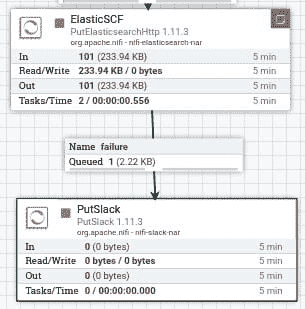 ElasticSCF
PutElasticsearchHttp 1.11.3
org.apache.nifi - nifi-elasticsearch-nar
In 101 (233.94 KB) 5 min
Read/Write 233.94 KB / 0 bytes 5 min
Out 101 (233.94 KB) 5 min
Tasks/Time 2 / 00:00:00.556 5 min
Name failure
Queued 1 (2.22 KB)
PutSlack
PutSlack 1.11.3
org.apache.nifi - nifi-slack-nar
In 0 (0 bytes) 5 min
Read/Write 0 bytes / 0 bytes 5 min
Out 0 (0 bytes) 5 min
Tasks/Time 0 / 00:00:00.000 5 min